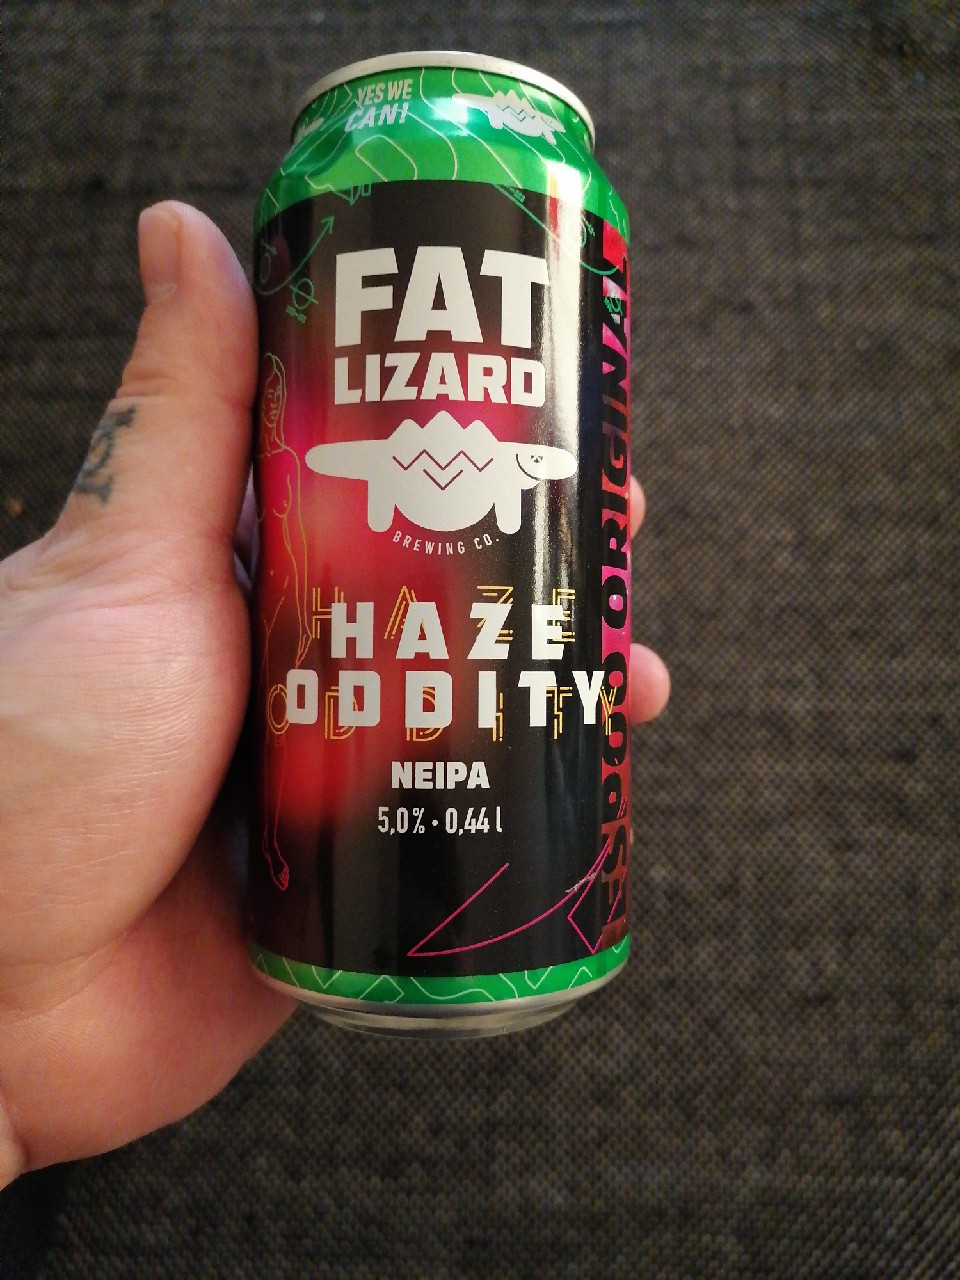 YES WE
CAN!
FAT
LIZARD
BREWING CO.
HAZE
ODDITY
NEIPA
5,0% • 0,44 l
ESPOO ORIGINAL